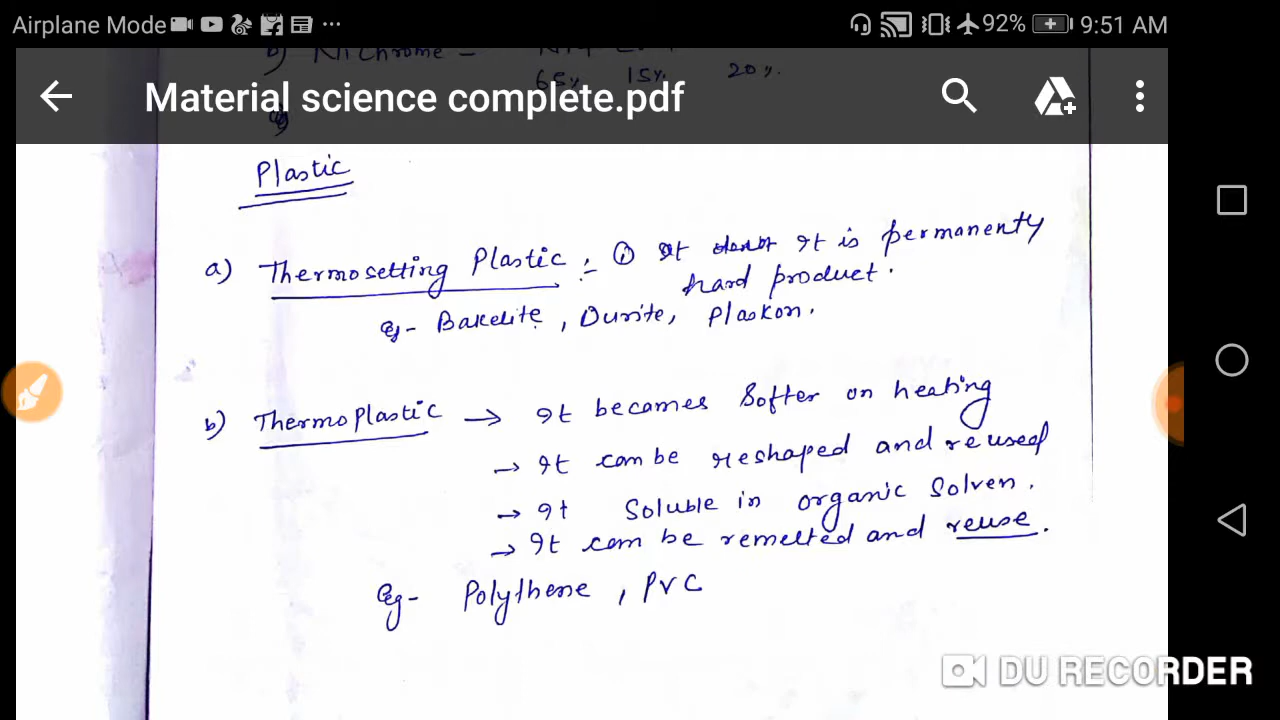 Airplane Mode ... 92% 9:51 AM
b) Nichrome -
65% 15% 20%.
Material science complete.pdf
Plastic
a) Thermosetting Plastic :- ① It is permanenty
hard product.
eg- Bakelite, Durite, Plaskon.
b) Thermoplastic → It becomes Softer on heating
→ It can be reshaped and reused
→ It Soluble in organic Solven.
→ It can be remelted and reuse.
eg- Polythene, PVC
DU RECORDER